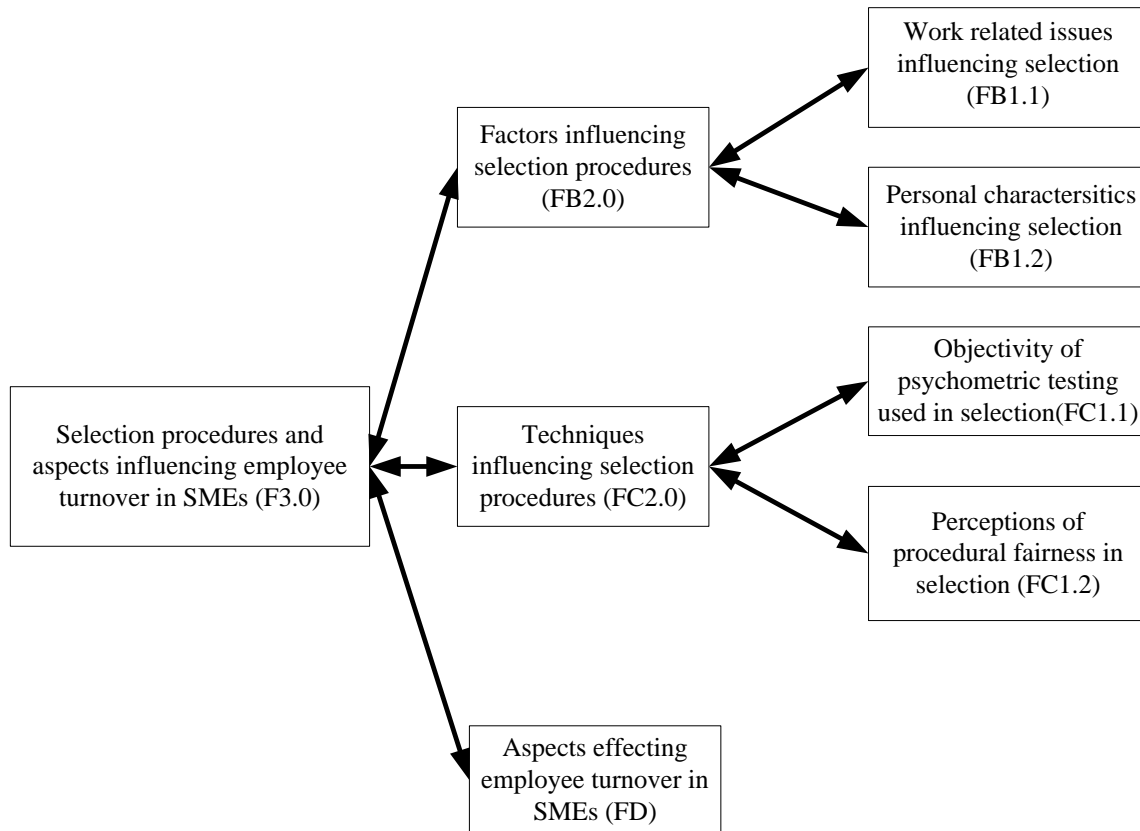 Work related issues
influencing selection
(FB1.1)
Factors influencing
selection procedures
(FB2.0)
Personal charactersitics
influencing selection
(FB1.2)
Objectivity of
psychometric testing
used in selection(FC1.1)
Selection procedures and
aspects influencing employee
turnover in SMEs (F3.0)
Techniques
influencing selection
procedures (FC2.0)
Perceptions of
procedural fairness in
selection (FC1.2)
Aspects effecting
employee turnover in
SMEs (FD)